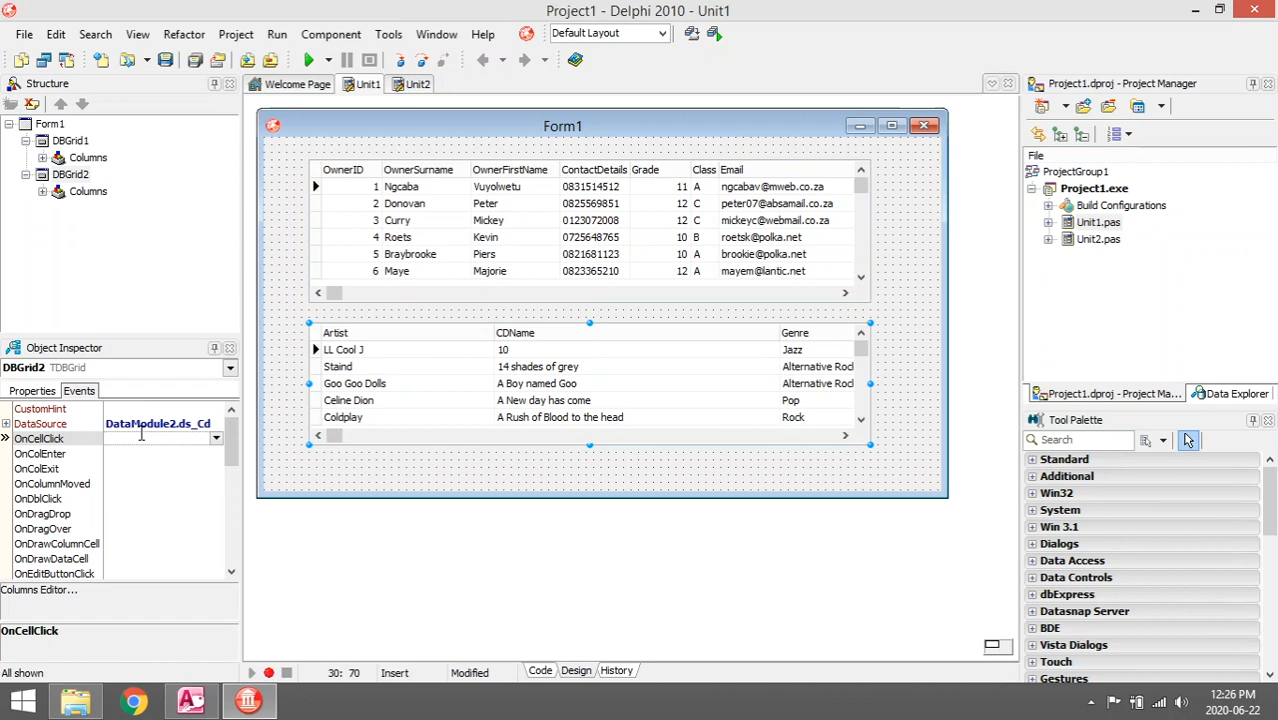 Project1 - Delphi 2010 - Unit1
File Edit Search View Refactor Project Run Component Tools Window Help Default Layout
Structure
Welcome Page Unit1 Unit2
Project1.dproj - Project Manager
Form1
DBGrid1
Columns
DBGrid2
Columns
Form1
OwnerID OwnerSurname OwnerFirstName ContactDetails Grade Class Email
1 Ngcaba Vuyolwetu 0831514512 11 A ngcabav@mweb.co.za
2 Donovan Peter 0825569851 12 C peter07@absamail.co.za
3 Curry Mickey 0123072008 12 C mickeyc@webmail.co.za
4 Roets Kevin 0725648765 10 B roetsk@polka.net
5 Braybrooke Piers 0821681123 10 A brookie@polka.net
6 Maye Majorie 0823365210 12 A mayem@lantic.net
Artist CDName Genre
LL Cool J 10 Jazz
Staind 14 shades of grey Alternative Rocl
Goo Goo Dolls A Boy named Goo Alternative Rocl
Celine Dion A New day has come Pop
Coldplay A Rush of Blood to the head Rock
File
ProjectGroup1
Project1.exe
Build Configurations
Unit1.pas
Unit2.pas
Project1.dproj - Project Ma... Data Explorer
Object Inspector
DBGrid2 TDBGrid
Properties Events
CustomHint
DataSource DataModule2.ds_Cd
OnCellClick
OnColEnter
OnColExit
OnColumnMoved
OnDblClick
OnDragDrop
OnDragOver
OnDrawColumnCell
OnDrawDataCell
OnEditButtonClick
Columns Editor...
OnCellClick
All shown
Tool Palette
Search
Standard
Additional
Win32
System
Win 3.1
Dialogs
Data Access
Data Controls
dbExpress
Datasnap Server
BDE
Vista Dialogs
Touch
Gestures
30: 70 Insert Modified Code Design History
12:26 PM
2020-06-22